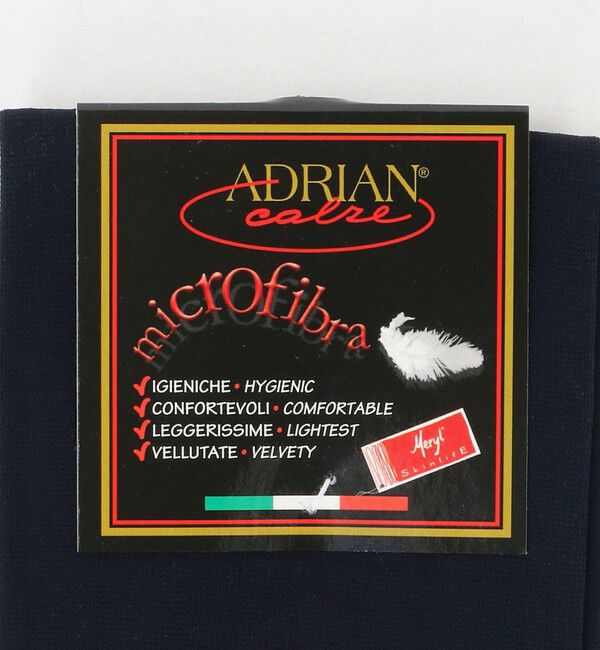 ADRIAN®
calze
microfibra
IGIENICHE • HYGIENIC
CONFORTEVOLI • COMFORTABLE
LEGGERISSIME • LIGHTEST
VELLUTATE • VELVETY
Meryl®
SkinlifE